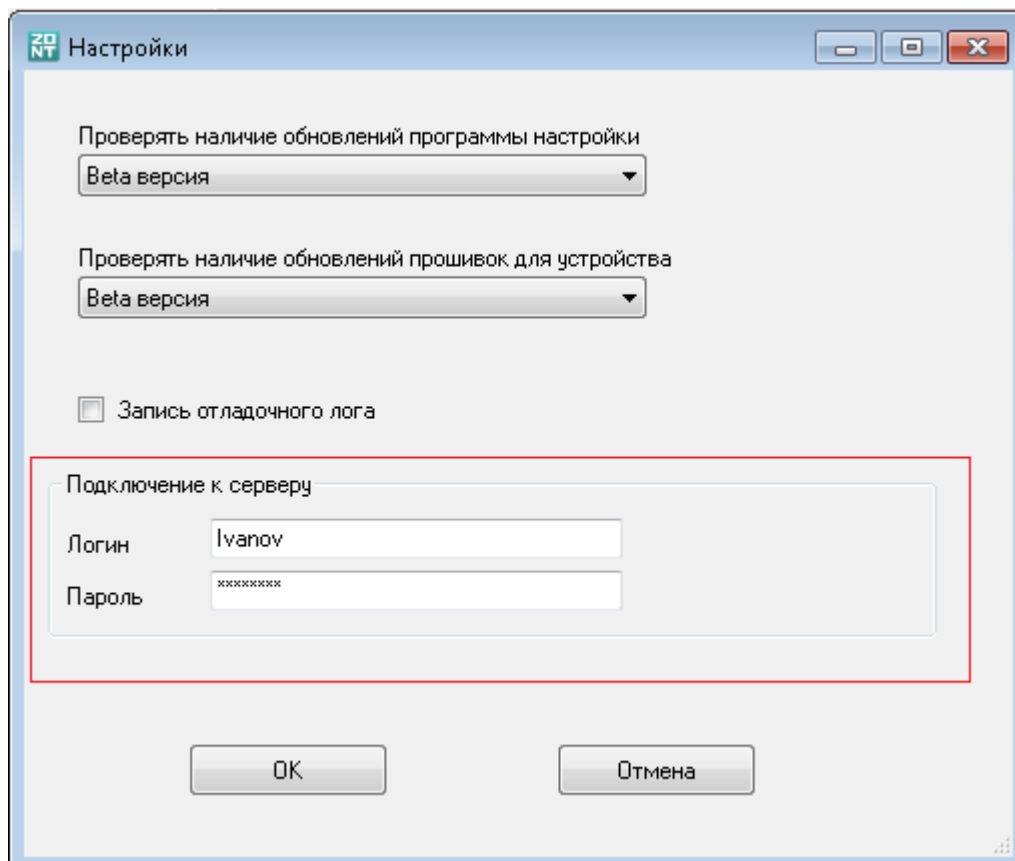 ZONT Настройки
Проверять наличие обновлений программы настройки
Beta версия
Проверять наличие обновлений прошивок для устройства
Beta версия
Запись отладочного лога
Подключение к серверу
Логин Ivanov
Пароль ********
OK Отмена